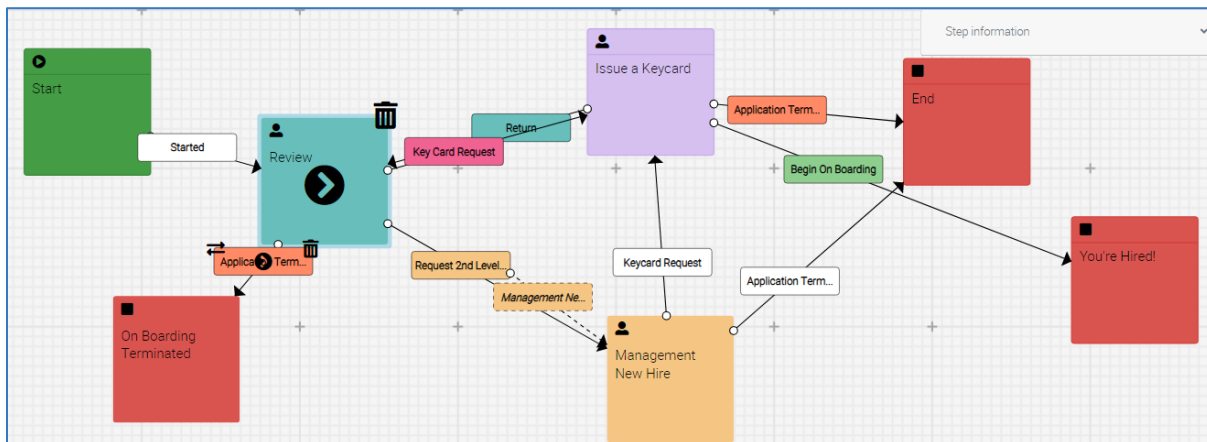 Step information
Issue a Keycard
Start
End
Application Term...
Started
Return
Review
Key Card Request
Begin On Boarding
Applica Term...
Request 2nd Level...
Keycard Request
You're Hired!
Application Term...
Management Ne...
On Boarding
Terminated
Management
New Hire